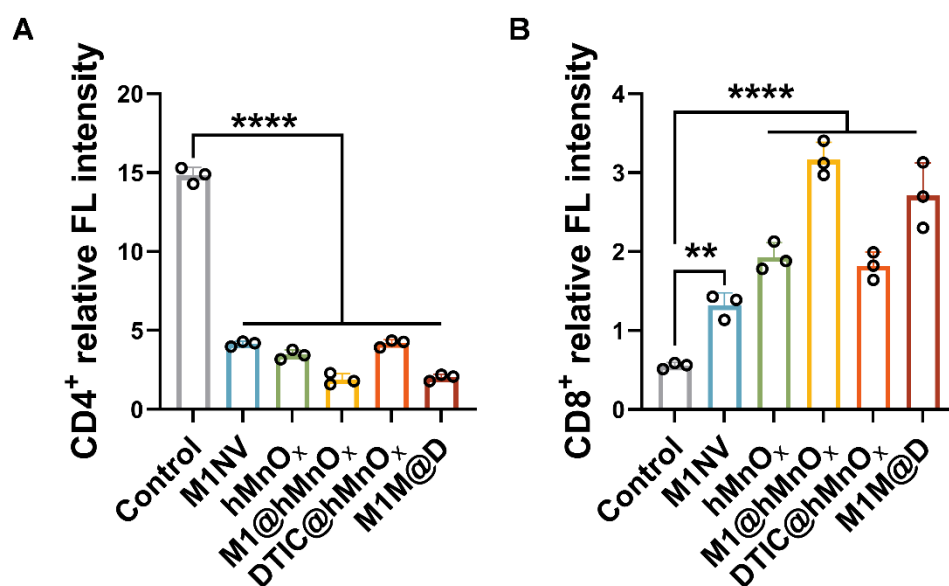 A
CD4⁺ relative FL intensity
20
15
10
5
0
****
Control
M1NV
hMnOₓ
M1@hMnOₓ
DTIC@hMnOₓ
M1M@D
B
CD8⁺ relative FL intensity
4
3
2
1
0
****
**
Control
M1NV
hMnOₓ
M1@hMnOₓ
DTIC@hMnOₓ
M1M@D